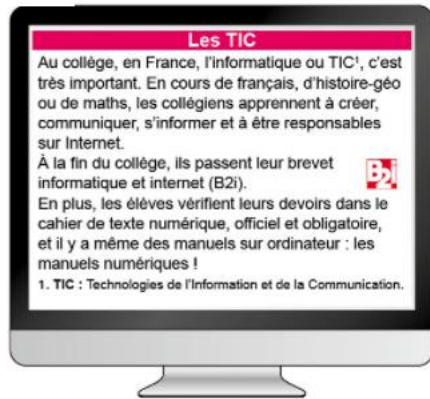 Les TIC
Au collège, en France, l'informatique ou TIC¹, c'est
très important. En cours de français, d'histoire-géo
ou de maths, les collégiens apprennent à créer,
communiquer, s'informer et à être responsables
sur Internet.
À la fin du collège, ils passent leur brevet
informatique et internet (B2i).
B2i
En plus, les élèves vérifient leurs devoirs dans le
cahier de texte numérique, officiel et obligatoire,
et il y a même des manuels sur ordinateur : les
manuels numériques !
1. TIC : Technologies de l'Information et de la Communication.